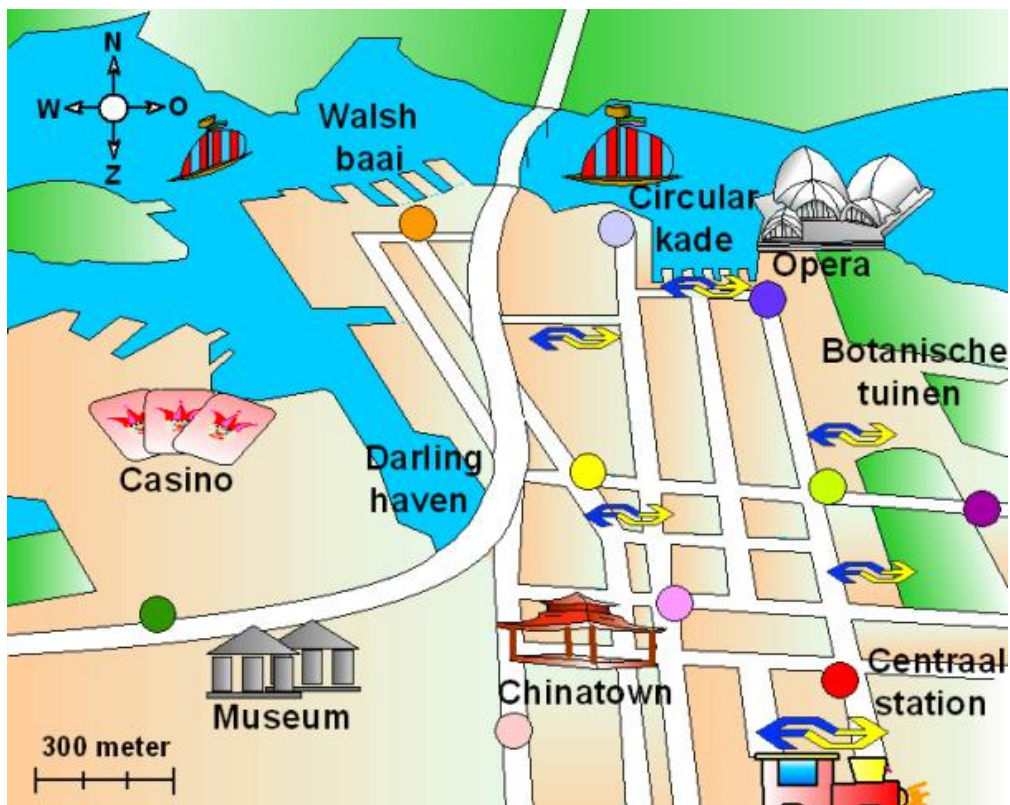 N
W O
Z
Walsh
baai
Circular
kade
Opera
Botanische
tuinen
Casino
Darling
haven
Chinatown
Centraal
station
Museum
300 meter